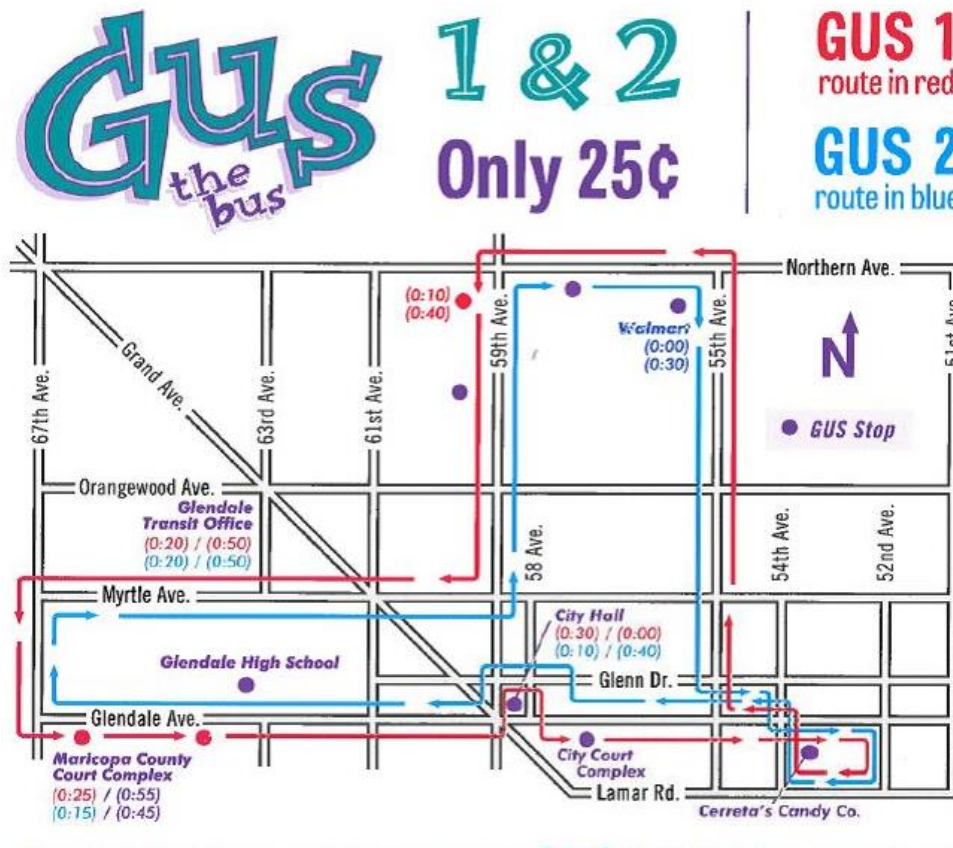 Gus
the
bus
1 & 2
Only 25¢
GUS 1
route in red
GUS 2
route in blue
Northern Ave.
(0:10)
(0:40)
59th Ave.
Walmart
(0:00)
(0:30)
55th Ave.
N
51st Ave.
67th Ave.
Grand Ave.
63rd Ave.
61st Ave.
GUS Stop
Orangewood Ave.
Glendale
Transit Office
(0:20) / (0:50)
(0:20) / (0:50)
58 Ave.
54th Ave.
52nd Ave.
Myrtle Ave.
City Hall
(0:30) / (0:00)
(0:10) / (0:40)
Glendale High School
Glenn Dr.
Glendale Ave.
Maricopa County
Court Complex
(0:25) / (0:55)
(0:15) / (0:45)
City Court
Complex
Lamar Rd.
Cerreta's Candy Co.